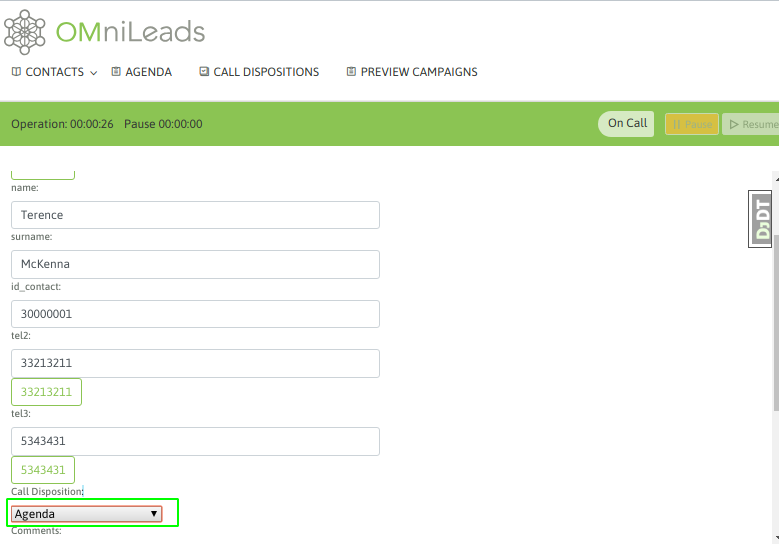 OMniLeads
CONTACTS AGENDA CALL DISPOSITIONS PREVIEW CAMPAIGNS
Operation: 00:00:26 Pause 00:00:00 On Call Pause Resume
DJDT
name:
Terence
surname:
McKenna
id_contact:
30000001
tel2:
33213211
33213211
tel3:
5343431
5343431
Call Disposition:
Agenda
Comments: